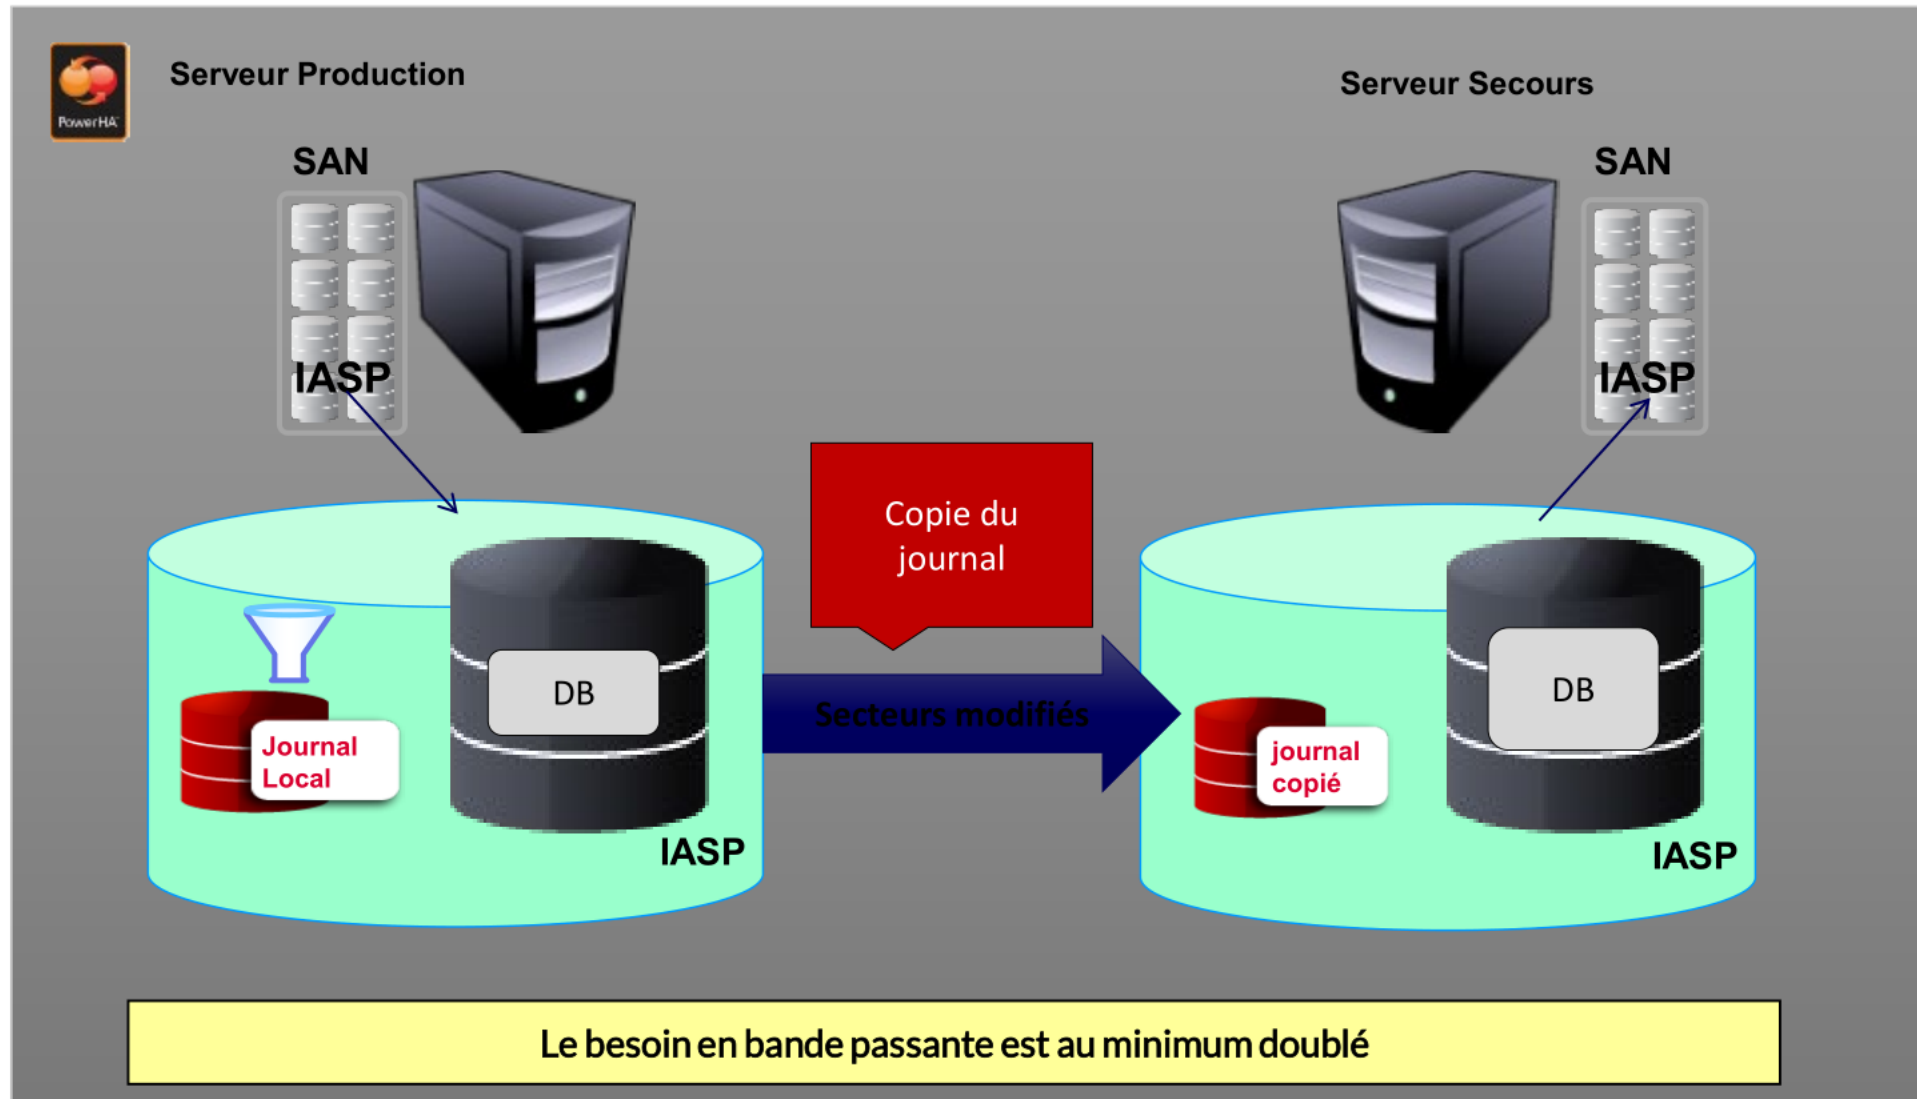 PowerHA
Serveur Production
Serveur Secours
SAN
SAN
IASP
IASP
Copie du
journal
DB
DB
Secteurs modifiés
Journal
Local
journal
copié
IASP
IASP
Le besoin en bande passante est au minimum doublé